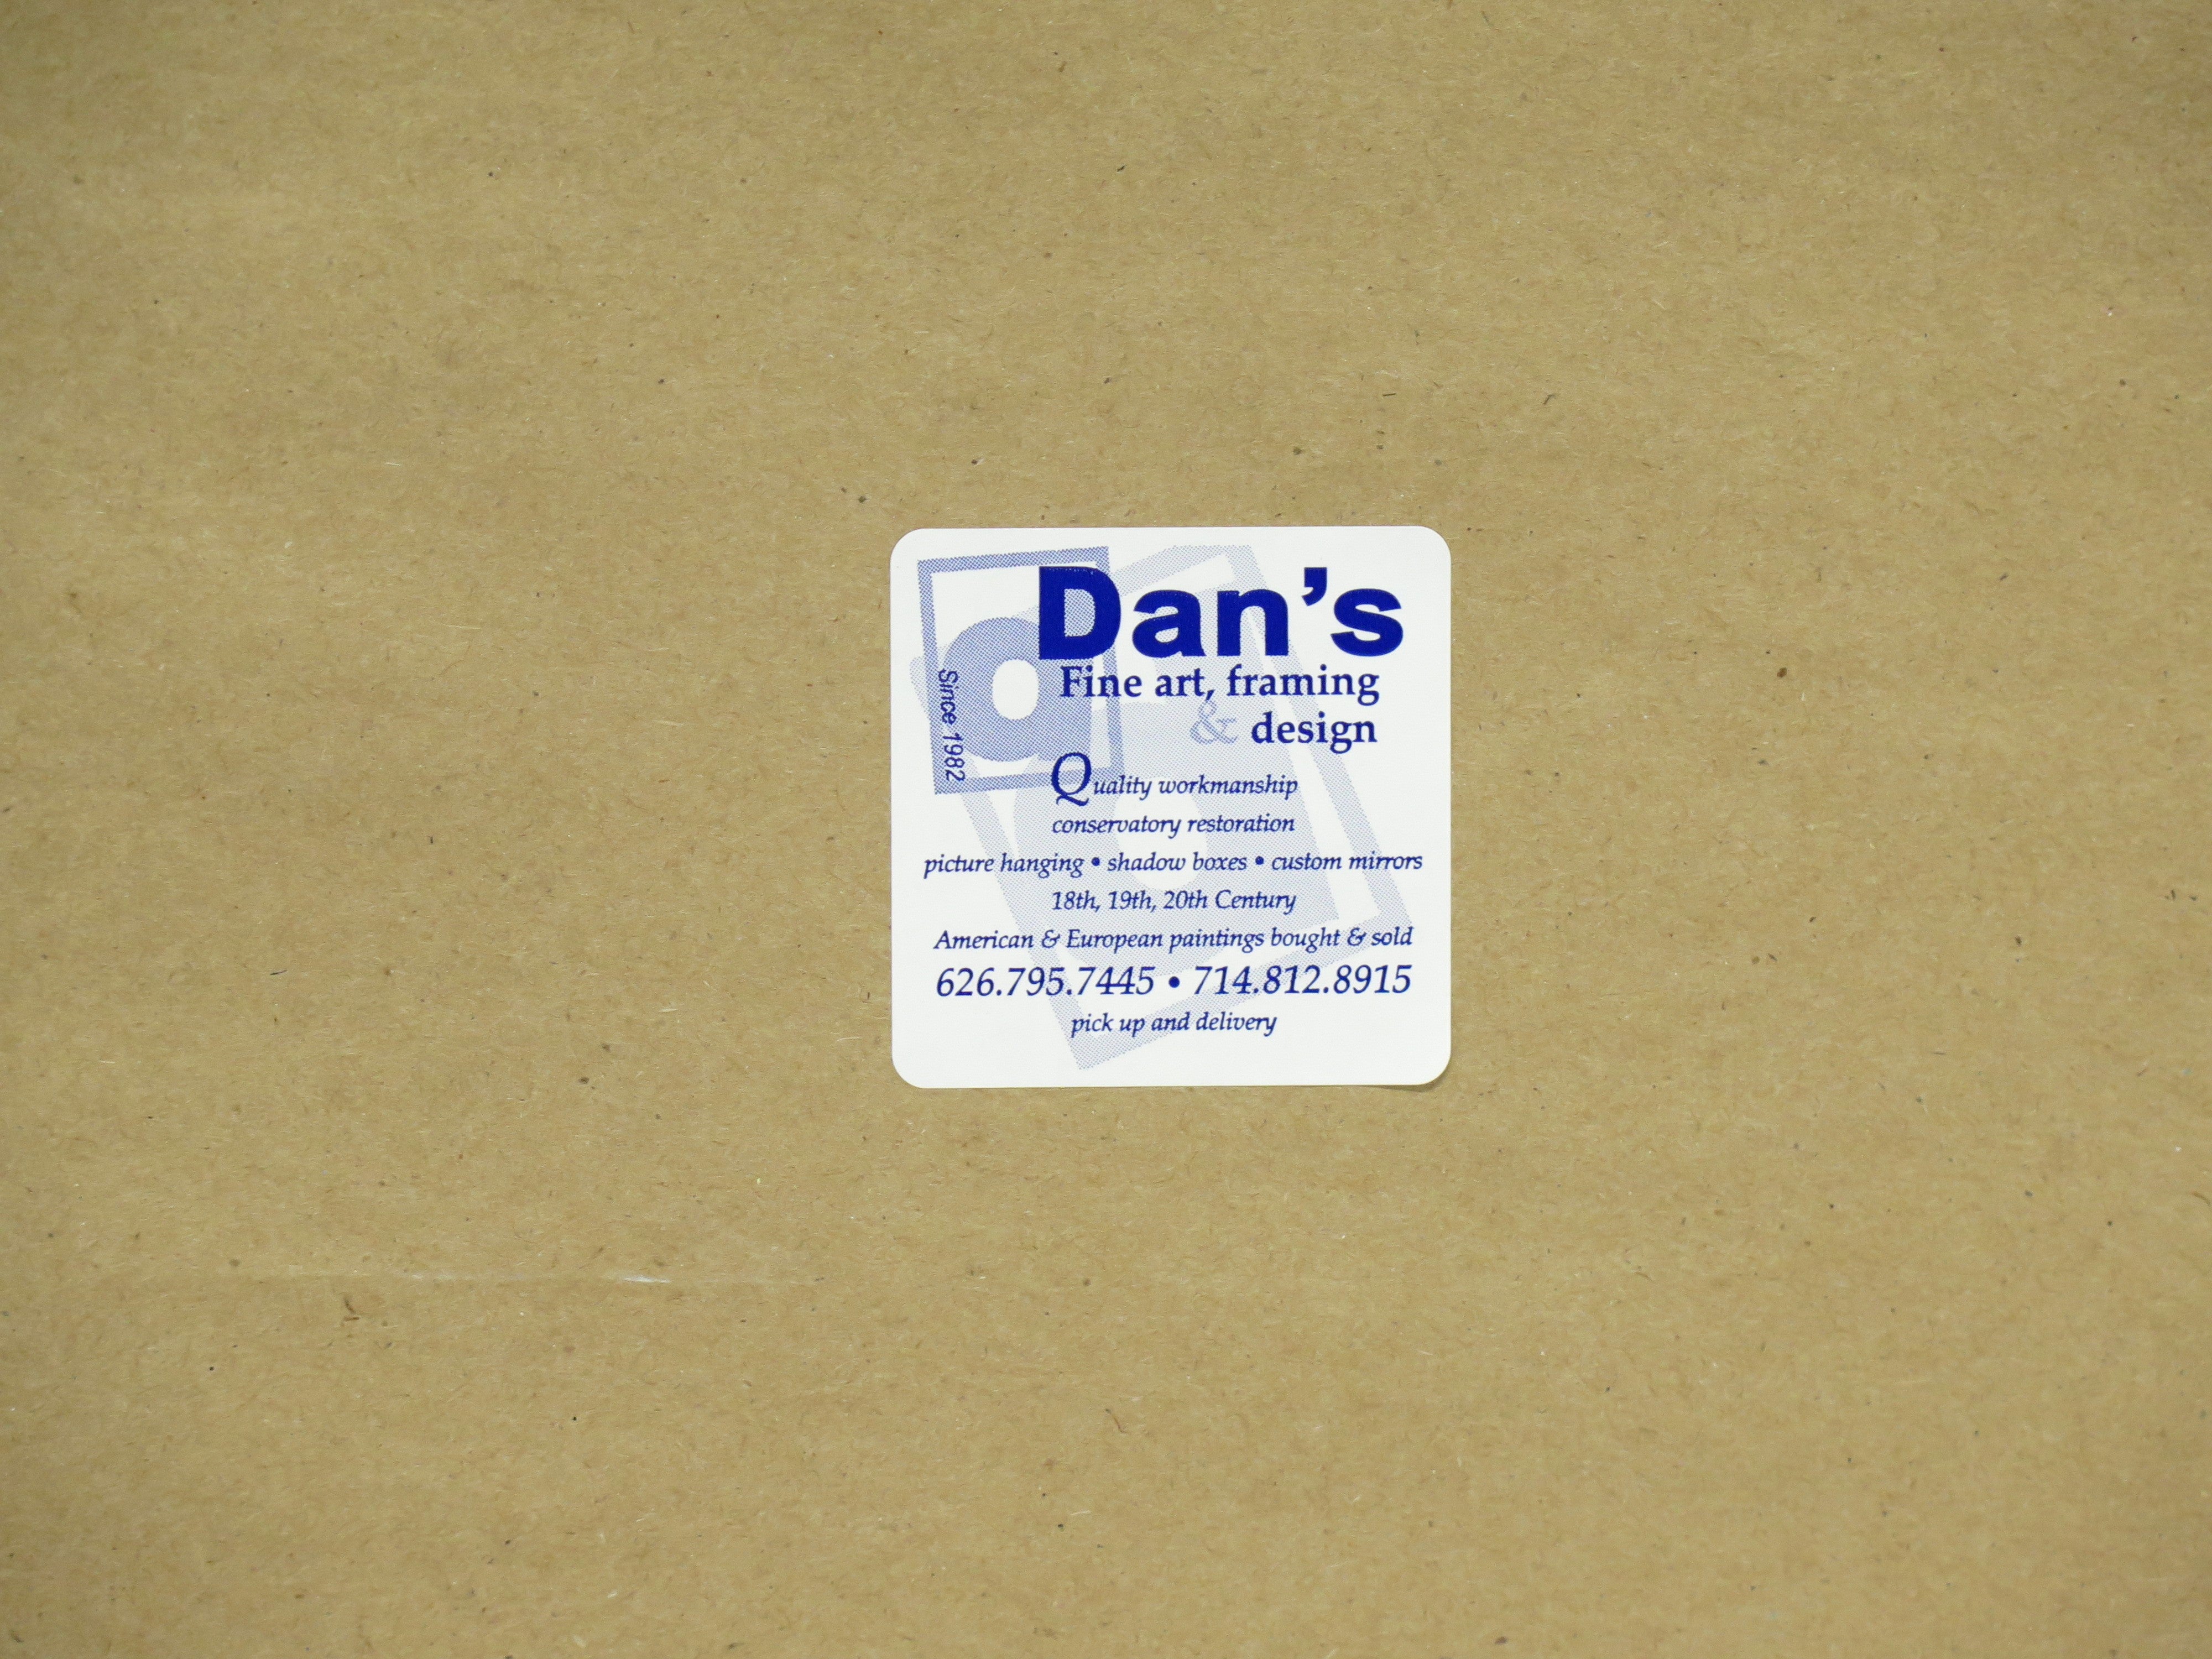 Dan's
Fine art, framing
& design
Since 1982
Quality workmanship
conservatory restoration
picture hanging • shadow boxes • custom mirrors
18th, 19th, 20th Century
American & European paintings bought & sold
626.795.7445 • 714.812.8915
pick up and delivery